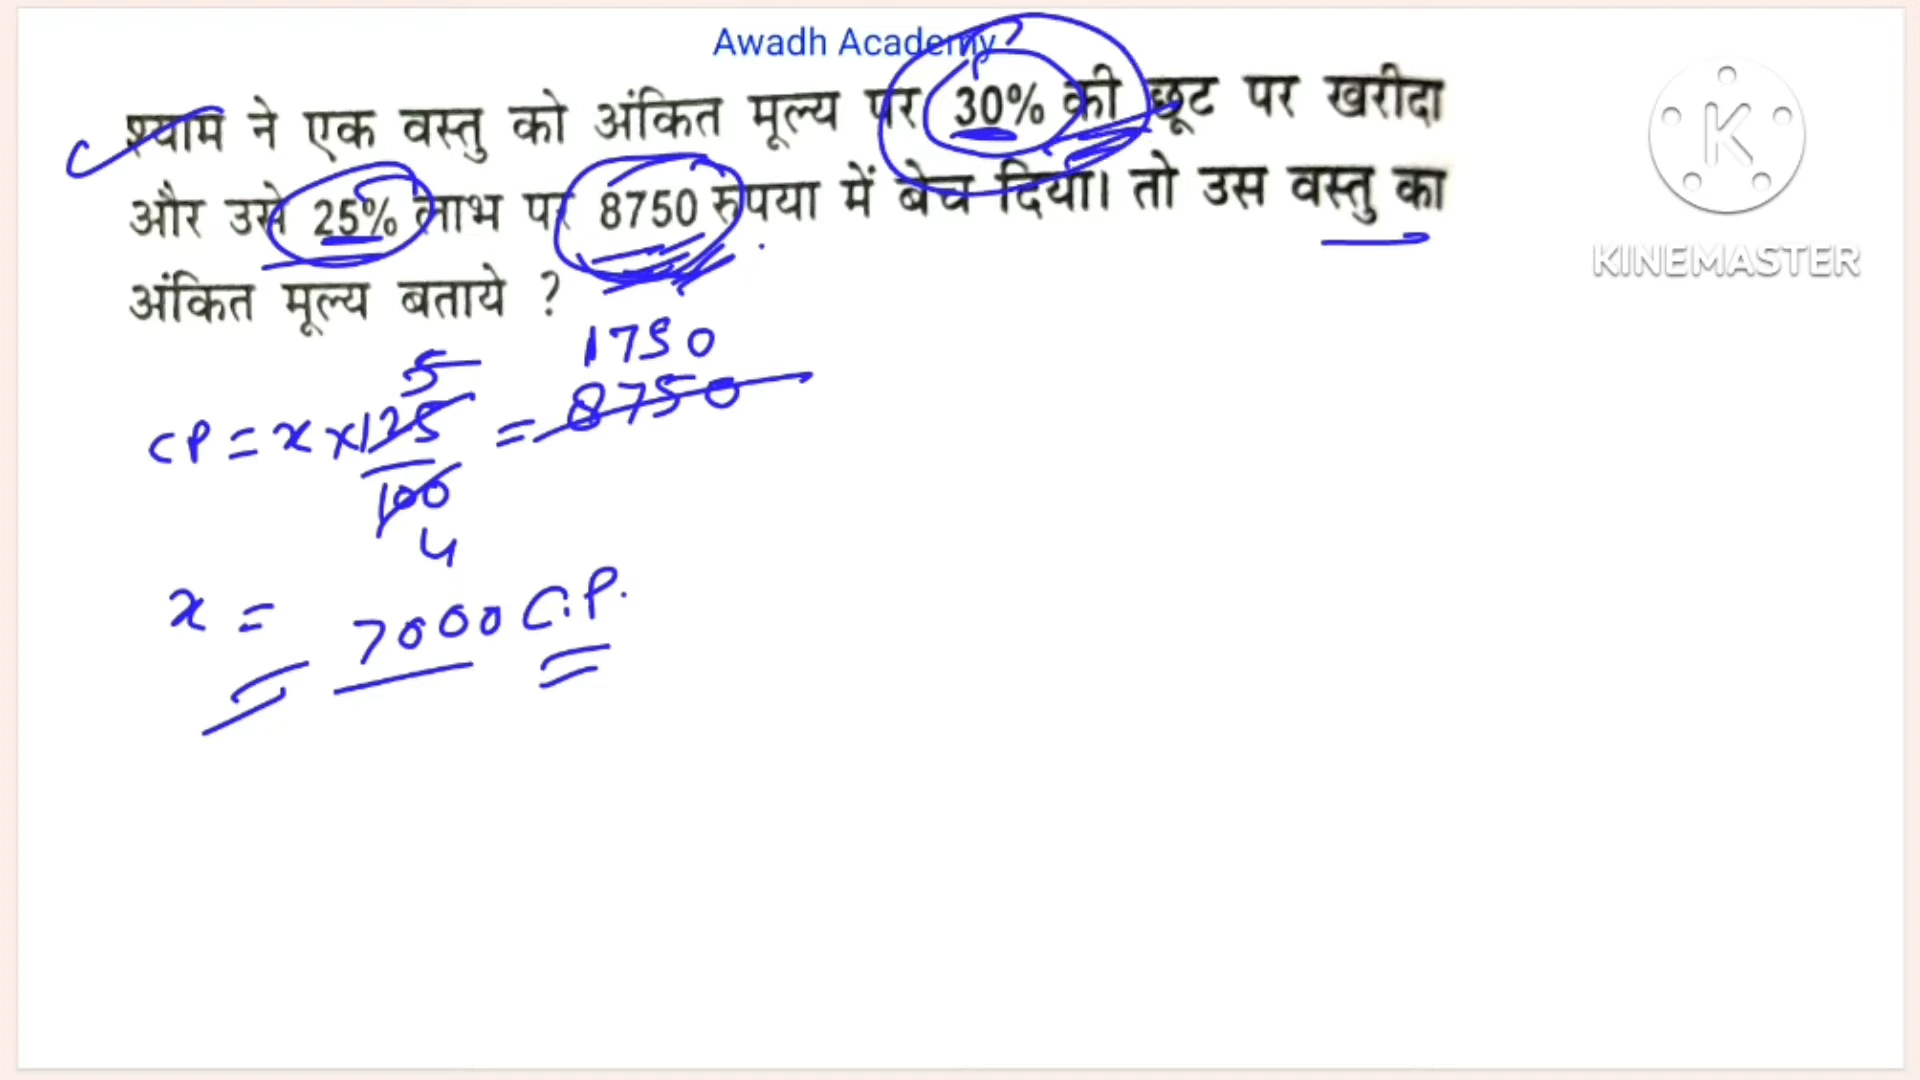 Awadh Academy
श्याम ने एक वस्तु को अंकित मूल्य पर 30% की छूट पर खरीदा
और उसे 25% लाभ पर 8750 रुपया में बेच दिया। तो उस वस्तु का
अंकित मूल्य बताये ?
K
KINEMASTER
5
1750
CP = x × 125 = 8750
100
4
x = 7000 C.P.